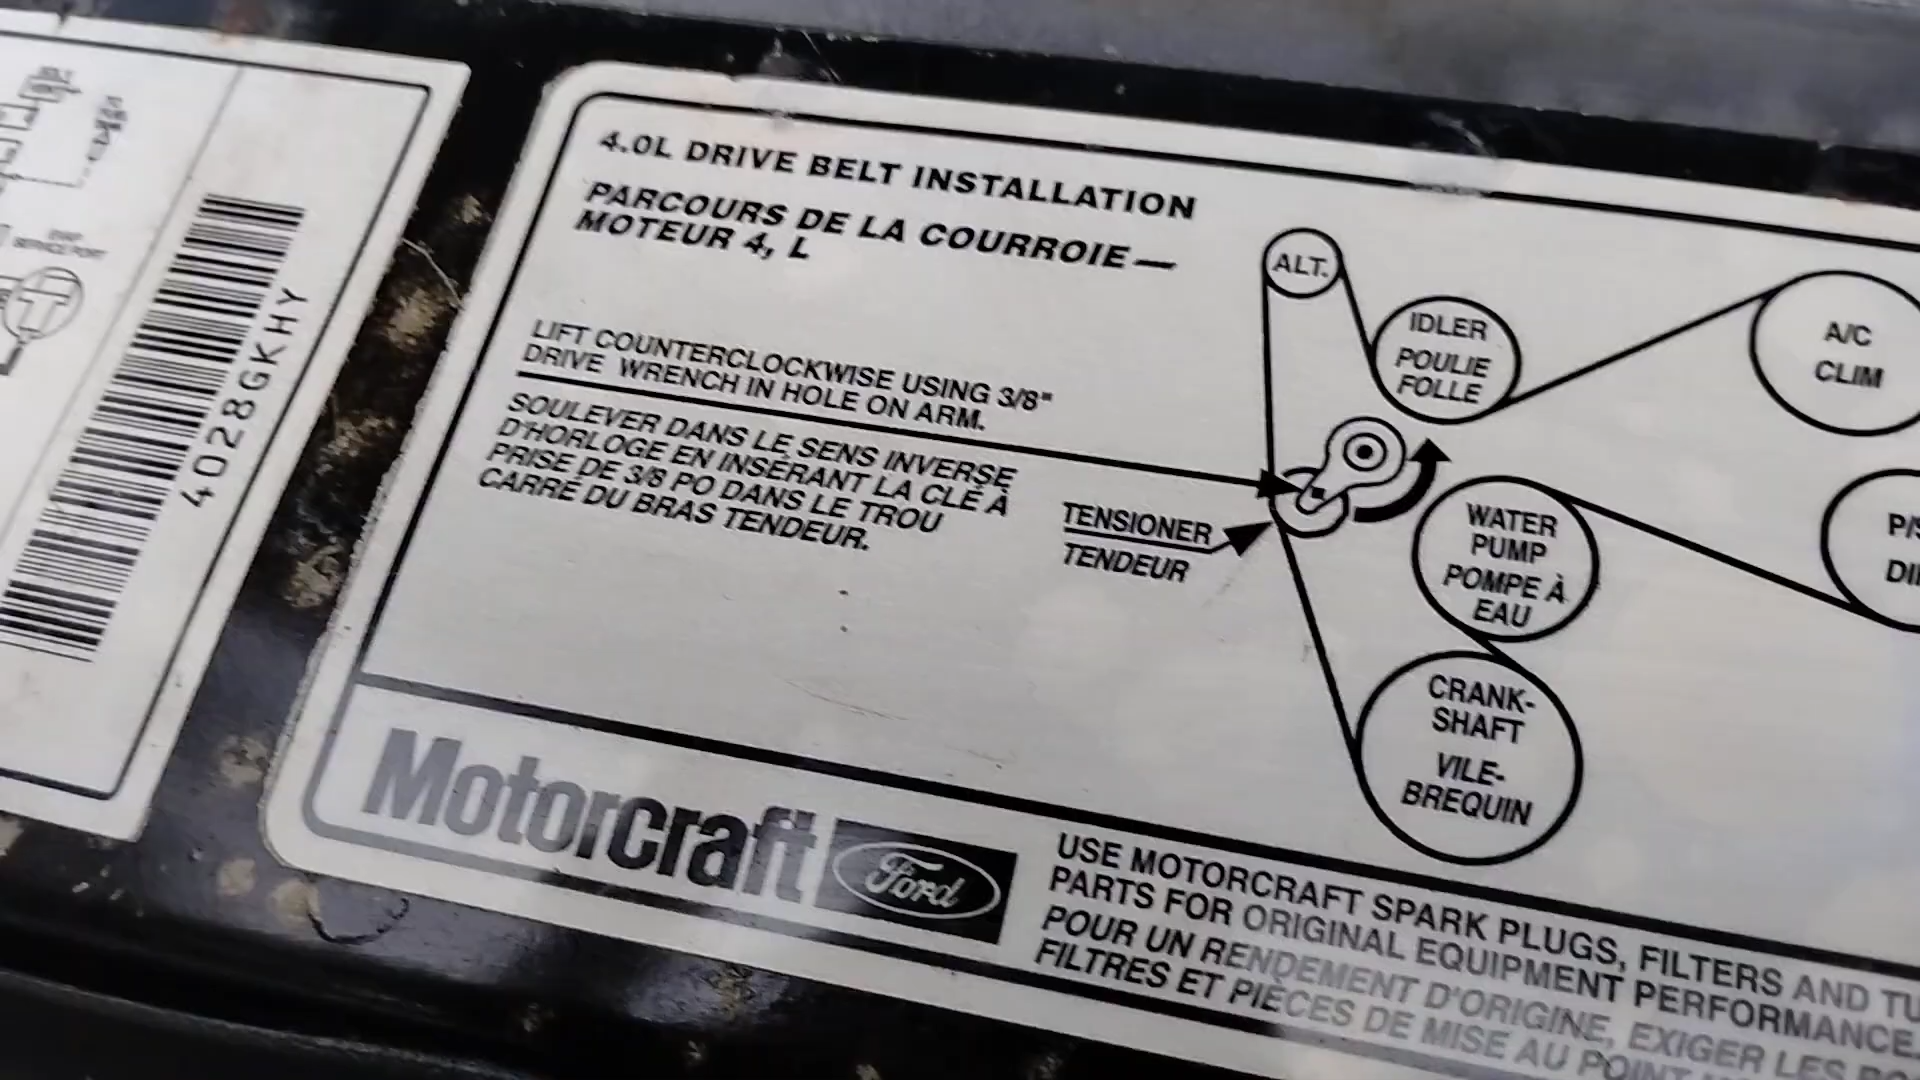 SERVICE PORT
4028GKHY
4.0L DRIVE BELT INSTALLATION
PARCOURS DE LA COURROIE—
MOTEUR 4, L
LIFT COUNTERCLOCKWISE USING 3/8"
DRIVE WRENCH IN HOLE ON ARM.
SOULEVER DANS LE SENS INVERSE
D'HORLOGE EN INSÉRANT LA CLÉ À
PRISE DE 3/8 PO DANS LE TROU
CARRÉ DU BRAS TENDEUR.
TENSIONER
TENDEUR
ALT.
IDLER
POULIE
FOLLE
A/C
CLIM
WATER
PUMP
POMPE À
EAU
CRANK-
SHAFT
VILE-
BREQUIN
Motorcraft
Ford
USE MOTORCRAFT SPARK PLUGS, FILTERS AND
PARTS FOR ORIGINAL EQUIPMENT PERFORMANCE.
POUR UN RENDEMENT D'ORIGINE, EXIGER LES
FILTRES ET PIÈCES DE MISE AU POINT